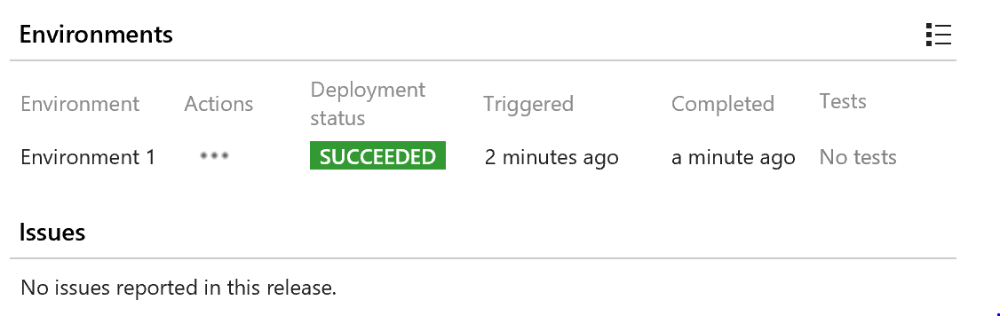 Environments
Environment Actions Deployment status Triggered Completed Tests
Environment 1 SUCCEEDED 2 minutes ago a minute ago No tests
Issues
No issues reported in this release.